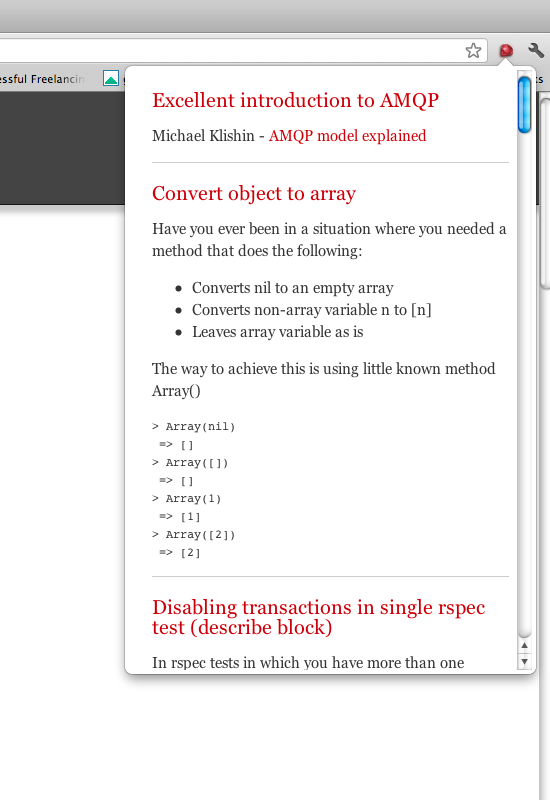 essful Freelancin
Excellent introduction to AMQP
Michael Klishin - AMQP model explained
Convert object to array
Have you ever been in a situation where you needed a
method that does the following:
• Converts nil to an empty array
• Converts non-array variable n to [n]
• Leaves array variable as is
The way to achieve this is using little known method
Array()
> Array(nil)
=> []
> Array([])
=> []
> Array(1)
=> [1]
> Array([2])
=> [2]
Disabling transactions in single rspec
test (describe block)
In rspec tests in which you have more than one